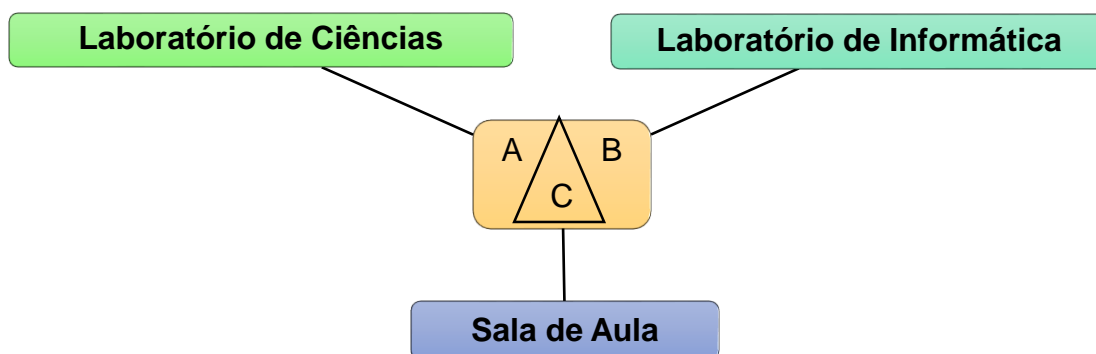 Laboratório de Ciências
Laboratório de Informática
A B
C
Sala de Aula